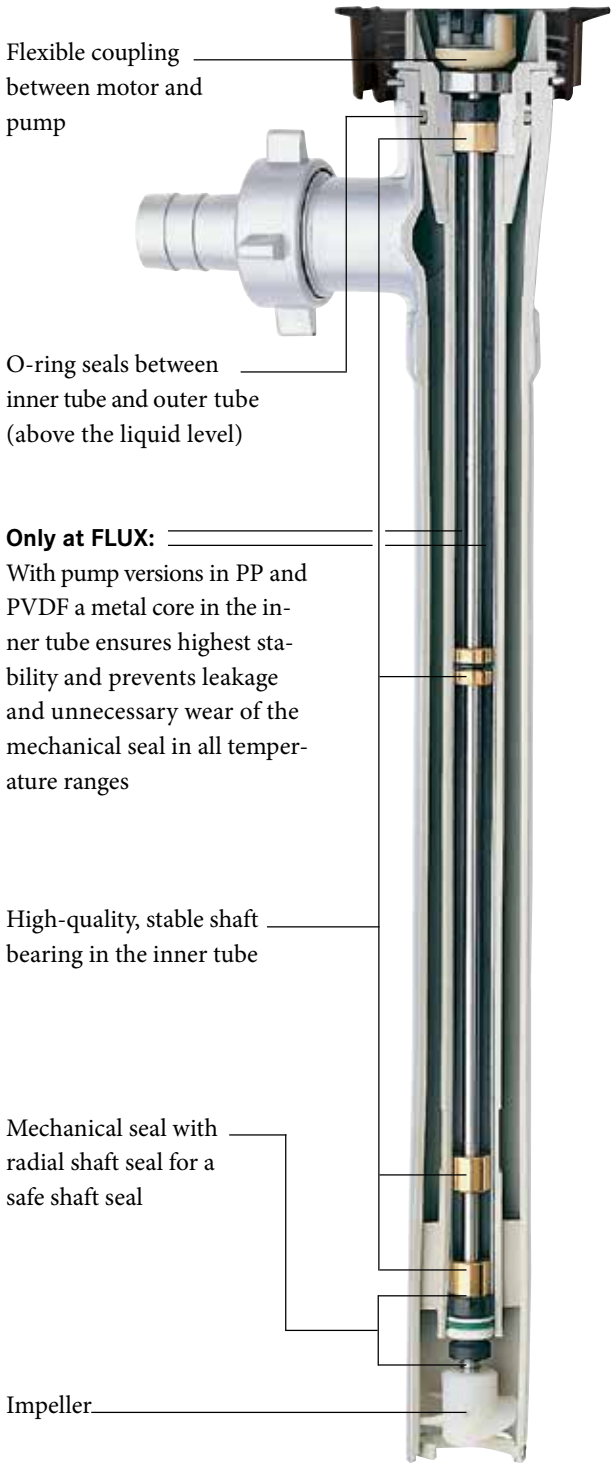 Flexible coupling
between motor and
pump
O-ring seals between
inner tube and outer tube
(above the liquid level)
Only at FLUX:
With pump versions in PP and
PVDF a metal core in the in-
ner tube ensures highest sta-
bility and prevents leakage
and unnecessary wear of the
mechanical seal in all temper-
ature ranges
High-quality, stable shaft
bearing in the inner tube
Mechanical seal with
radial shaft seal for a
safe shaft seal
Impeller